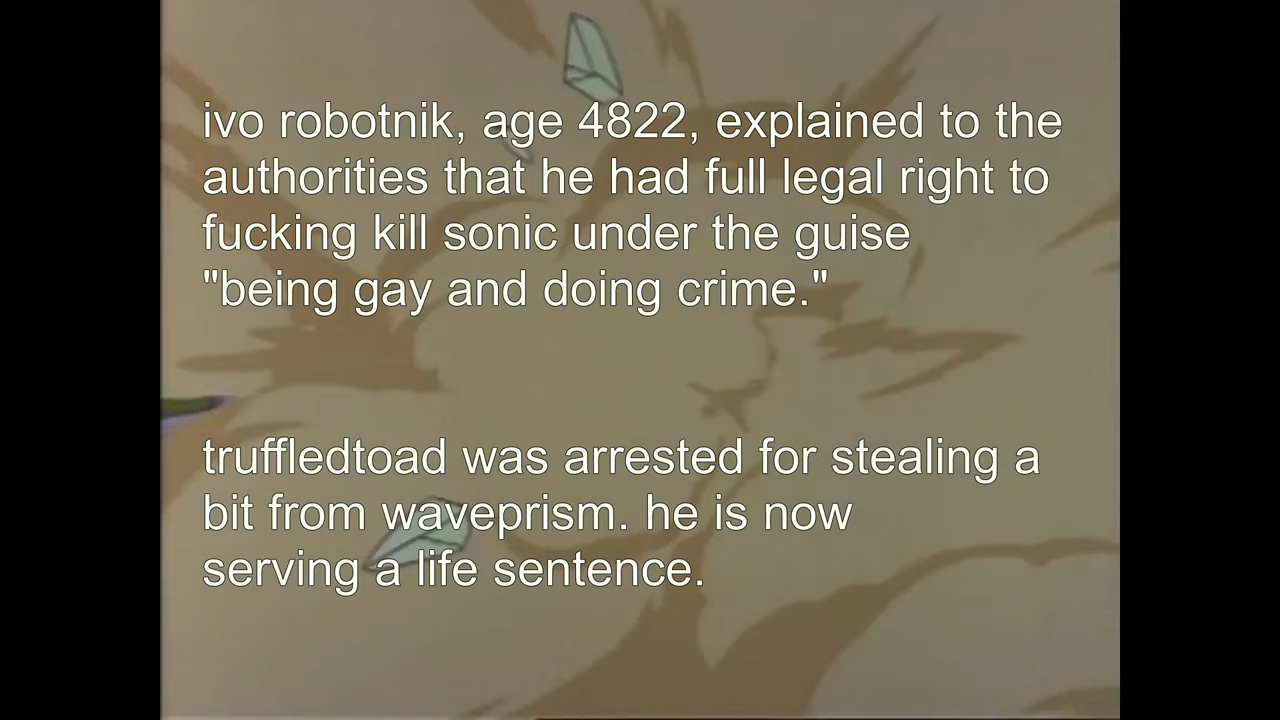 ivo robotnik, age 4822, explained to the
authorities that he had full legal right to
fucking kill sonic under the guise
"being gay and doing crime."
truffledtoad was arrested for stealing a
bit from waveprism. he is now
serving a life sentence.